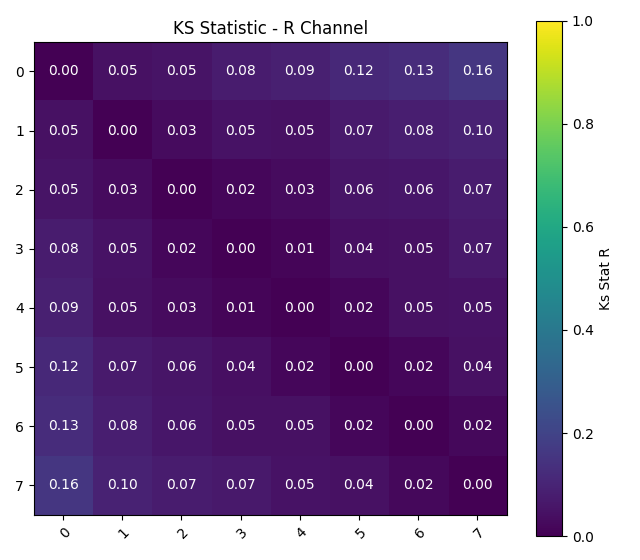 KS Statistic - R Channel
0 0.00 0.05 0.05 0.08 0.09 0.12 0.13 0.16
1 0.05 0.00 0.03 0.05 0.05 0.07 0.08 0.10
2 0.05 0.03 0.00 0.02 0.03 0.06 0.06 0.07
3 0.08 0.05 0.02 0.00 0.01 0.04 0.05 0.07
4 0.09 0.05 0.03 0.01 0.00 0.02 0.05 0.05
5 0.12 0.07 0.06 0.04 0.02 0.00 0.02 0.04
6 0.13 0.08 0.06 0.05 0.05 0.02 0.00 0.02
7 0.16 0.10 0.07 0.07 0.05 0.04 0.02 0.00
0 1 2 3 4 5 6 7
1.0
0.8
0.6
0.4
0.2
0.0
Ks Stat R